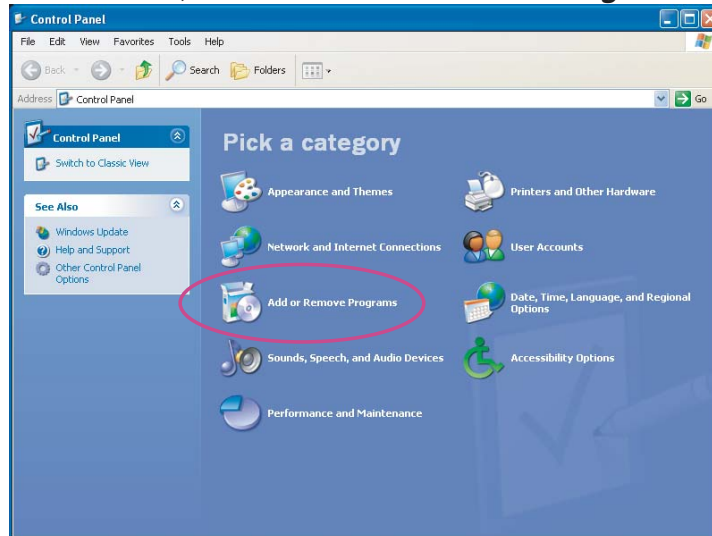 Control Panel
File Edit View Favorites Tools Help
Back Search Folders
Address Control Panel Go
Control Panel
Switch to Classic View
See Also
Windows Update
Help and Support
Other Control Panel
Options
Pick a category
Appearance and Themes
Printers and Other Hardware
Network and Internet Connections
User Accounts
Add or Remove Programs
Date, Time, Language, and Regional
Options
Sounds, Speech, and Audio Devices
Accessibility Options
Performance and Maintenance